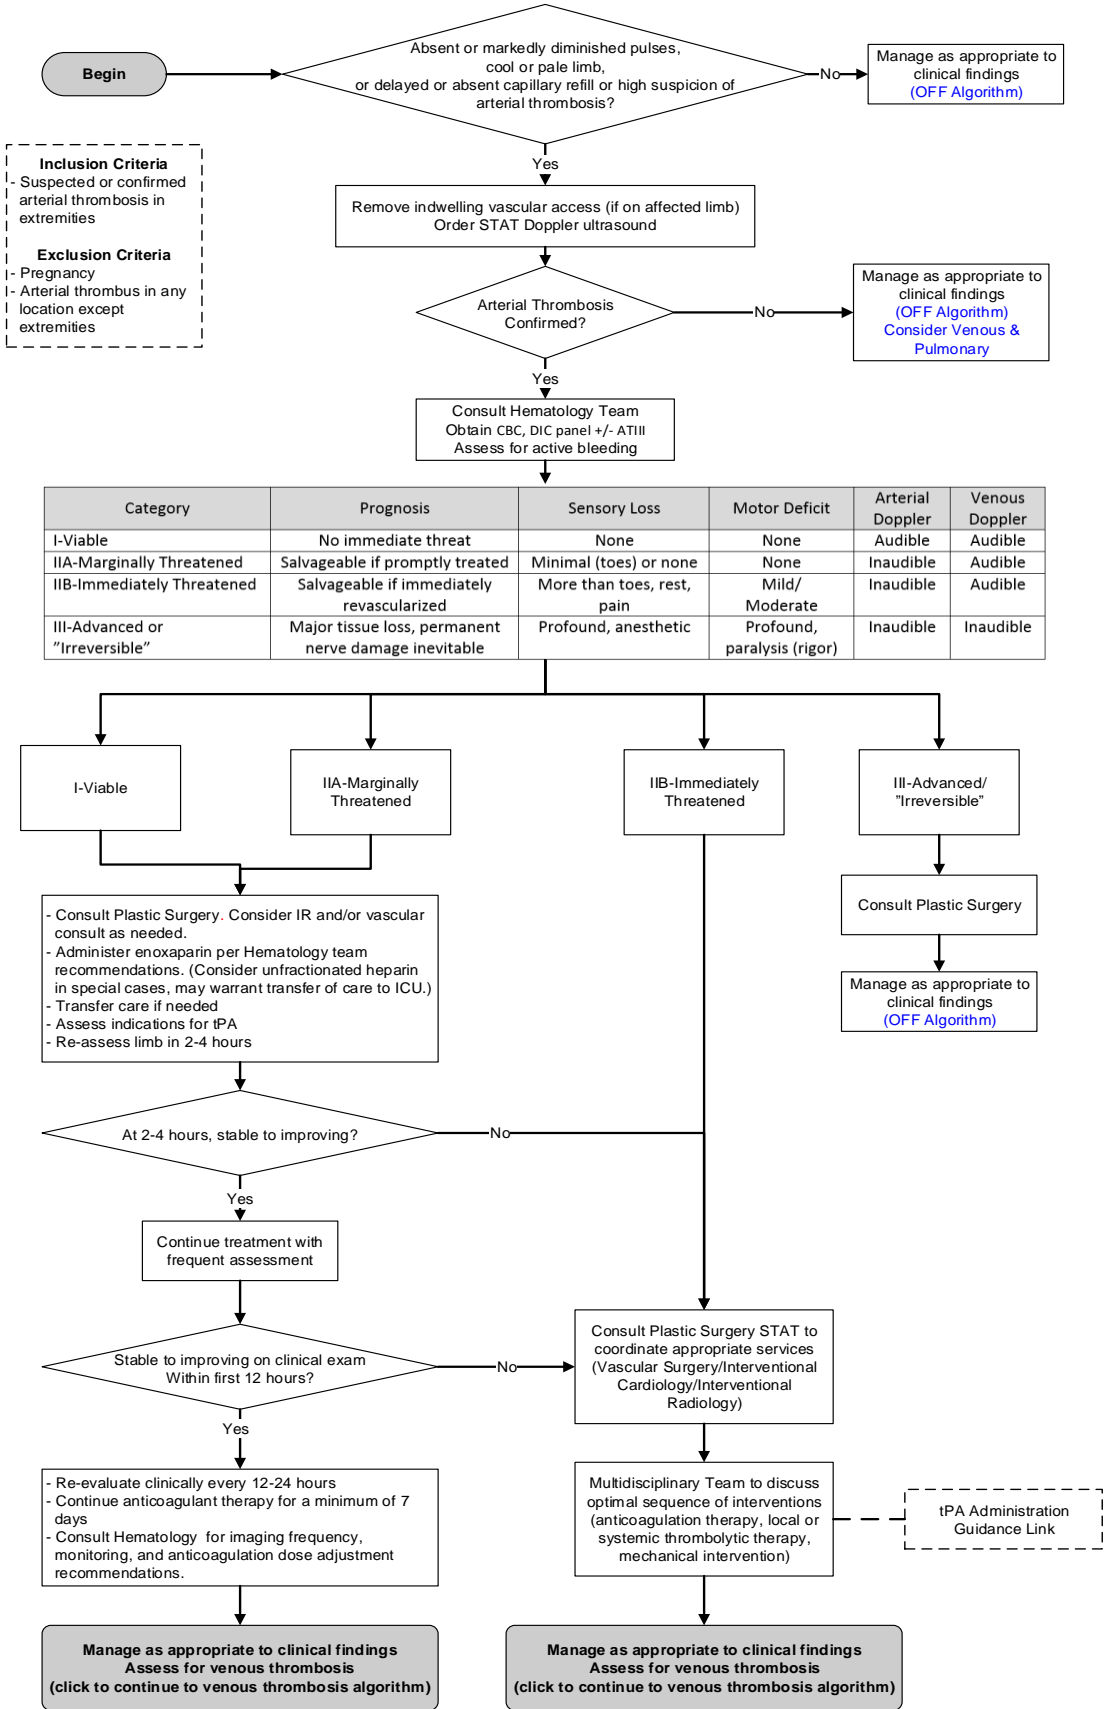 Begin
Absent or markedly diminished pulses,
cool or pale limb,
or delayed or absent capillary refill or high suspicion of
arterial thrombosis?
No
Manage as appropriate to
clinical findings
(OFF Algorithm)
Inclusion Criteria
- Suspected or confirmed
arterial thrombosis in
extremities
Exclusion Criteria
- Pregnancy
- Arterial thrombus in any
location except
extremities
Yes
Remove indwelling vascular access (if on affected limb)
Order STAT Doppler ultrasound
Arterial Thrombosis
Confirmed?
No
Manage as appropriate to
clinical findings
(OFF Algorithm)
Consider Venous &
Pulmonary
Yes
Consult Hematology Team
Obtain CBC, DIC panel +/- ATIII
Assess for active bleeding
Category Prognosis Sensory Loss Motor Deficit Arterial Doppler Venous Doppler
I-Viable No immediate threat None None Audible Audible
IIA-Marginally Threatened Salvageable if promptly treated Minimal (toes) or none None Inaudible Audible
IIB-Immediately Threatened Salvageable if immediately revascularized More than toes, rest, pain Mild/ Moderate Inaudible Audible
III-Advanced or "Irreversible" Major tissue loss, permanent nerve damage inevitable Profound, anesthetic Profound, paralysis (rigor) Inaudible Inaudible
I-Viable
IIA-Marginally
Threatened
IIB-Immediately
Threatened
III-Advanced/
"Irreversible"
- Consult Plastic Surgery. Consider IR and/or vascular
consult as needed.
- Administer enoxaparin per Hematology team
recommendations. (Consider unfractionated heparin
in special cases, may warrant transfer of care to ICU.)
- Transfer care if needed
- Assess indications for tPA
- Re-assess limb in 2-4 hours
Consult Plastic Surgery
Manage as appropriate to
clinical findings
(OFF Algorithm)
At 2-4 hours, stable to improving?
No
Yes
Continue treatment with
frequent assessment
Stable to improving on clinical exam
Within first 12 hours?
No
Consult Plastic Surgery STAT to
coordinate appropriate services
(Vascular Surgery/Interventional
Cardiology/Interventional
Radiology)
Yes
- Re-evaluate clinically every 12-24 hours
- Continue anticoagulant therapy for a minimum of 7
days
- Consult Hematology  for imaging frequency,
monitoring, and anticoagulation dose adjustment
recommendations.
Multidisciplinary Team to discuss
optimal sequence of interventions
(anticoagulation therapy, local or
systemic thrombolytic therapy,
mechanical intervention)
tPA Administration
Guidance Link
Manage as appropriate to clinical findings
Assess for venous thrombosis
(click to continue to venous thrombosis algorithm)
Manage as appropriate to clinical findings
Assess for venous thrombosis
(click to continue to venous thrombosis algorithm)